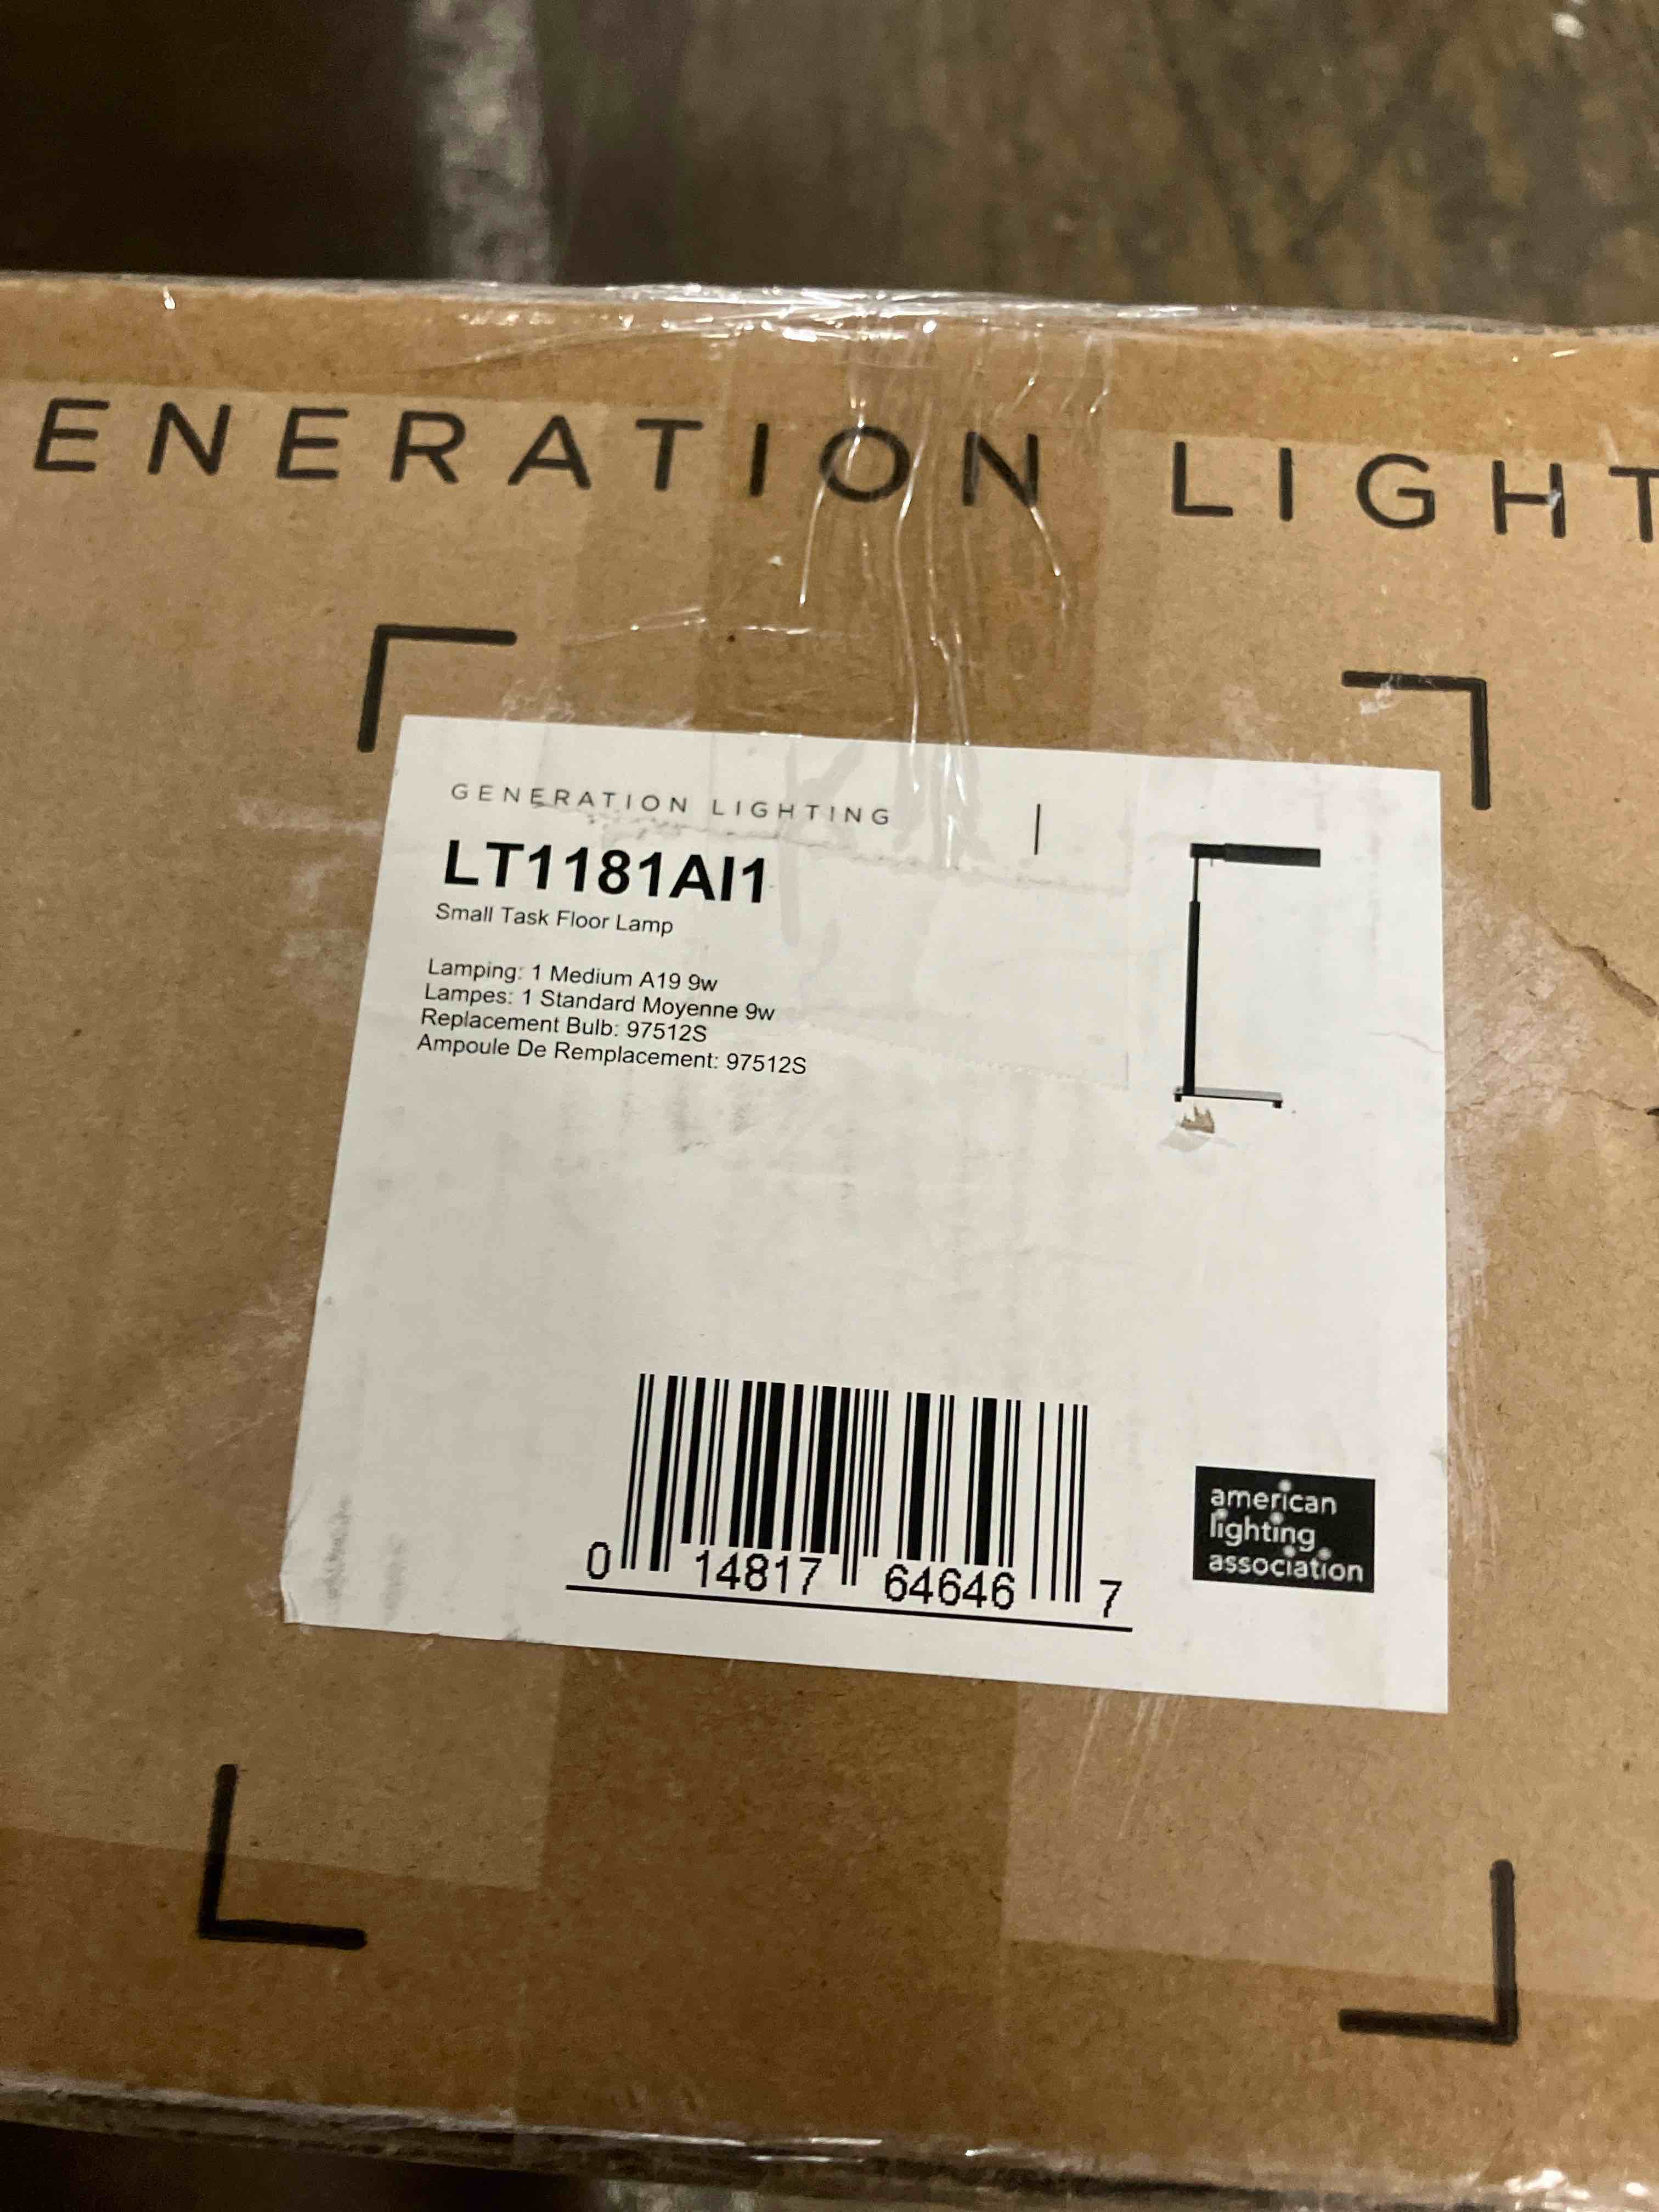 ENERATION LIGHT
GENERATION LIGHTING
LT1181AI1
Small Task Floor Lamp
Lamping: 1 Medium A19 9w
Lampes: 1 Standard Moyenne 9w
Replacement Bulb: 97512S
Ampoule De Remplacement: 97512S
0 14817 64646 7
american
lighting
association